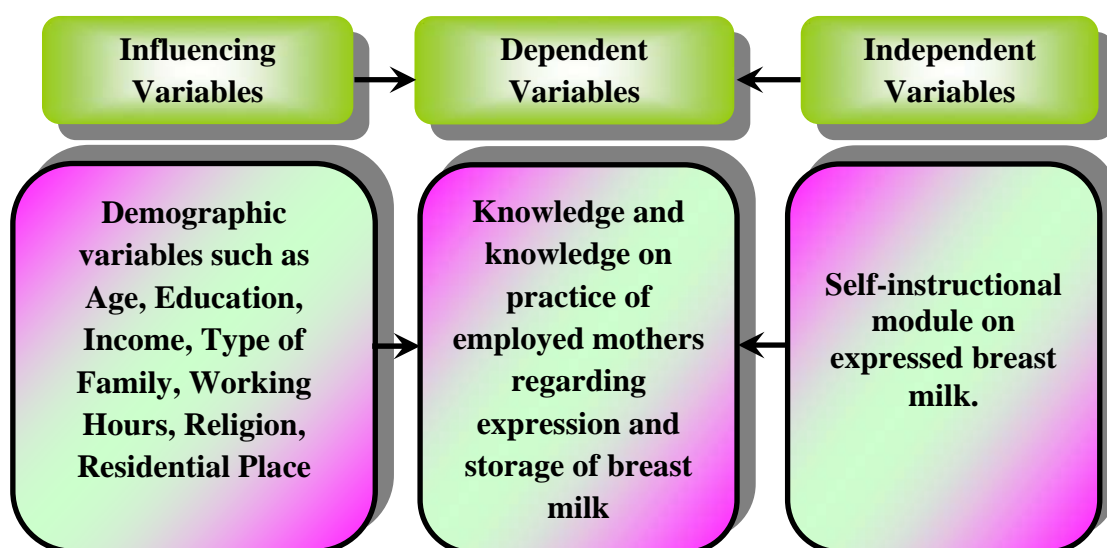 Influencing
Variables
Dependent
Variables
Independent
Variables
Demographic
variables such as
Age, Education,
Income, Type of
Family, Working
Hours, Religion,
Residential Place
Knowledge and
knowledge on
practice of
employed mothers
regarding
expression and
storage of breast
milk
Self-instructional
module on
expressed breast
milk.